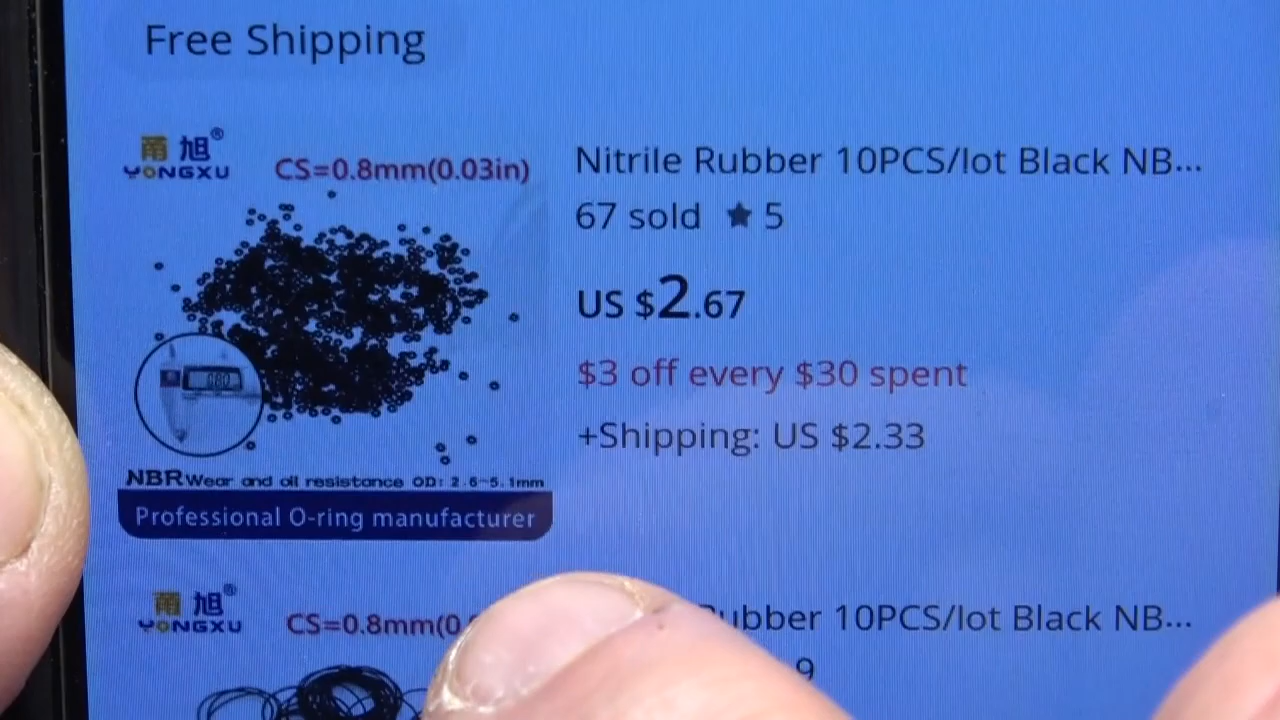 Free Shipping
甬旭®
YONGXU
CS=0.8mm(0.03in)
Nitrile Rubber 10PCS/lot Black NB...
67 sold ★ 5
US $2.67
$3 off every $30 spent
+Shipping: US $2.33
NBR Wear and oil resistance OD: 2.6~5.1mm
Professional O-ring manufacturer
甬旭®
YONGXU
CS=0.8mm(0
ubber 10PCS/lot Black NB...
9